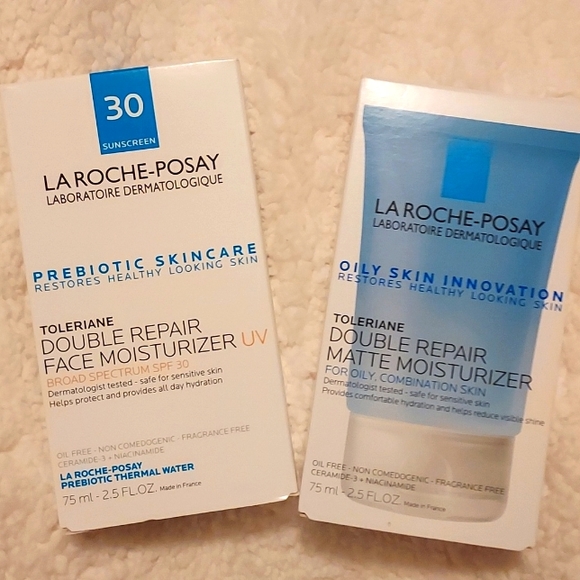 30
SUNSCREEN
LA ROCHE-POSAY
LABORATOIRE DERMATOLOGIQUE
PREBIOTIC SKINCARE
RESTORES HEALTHY LOOKING SKIN
TOLERIANE
DOUBLE REPAIR
FACE MOISTURIZER UV
BROAD SPECTRUM SPF 30
Dermatologist tested - safe for sensitive skin
Helps protect and provides all day hydration
OIL FREE - NON COMEDOGENIC - FRAGRANCE FREE
CERAMIDE-3 + NIACINAMIDE
LA ROCHE-POSAY
PREBIOTIC THERMAL WATER
75 ml - 2.5 FL.OZ. Made in France
LA ROCHE-POSAY
LABORATOIRE DERMATOLOGIQUE
OILY SKIN INNOVATION
RESTORES HEALTHY LOOKING SKIN
TOLERIANE
DOUBLE REPAIR
MATTE MOISTURIZER
FOR OILY, COMBINATION SKIN
Dermatologist tested - safe for sensitive skin
Provides comfortable hydration and helps reduce visible shine
OIL FREE - NON COMEDOGENIC - FRAGRANCE FREE
CERAMIDE-3 + NIACINAMIDE
75 ml - 2.5 FL.OZ. Made in France